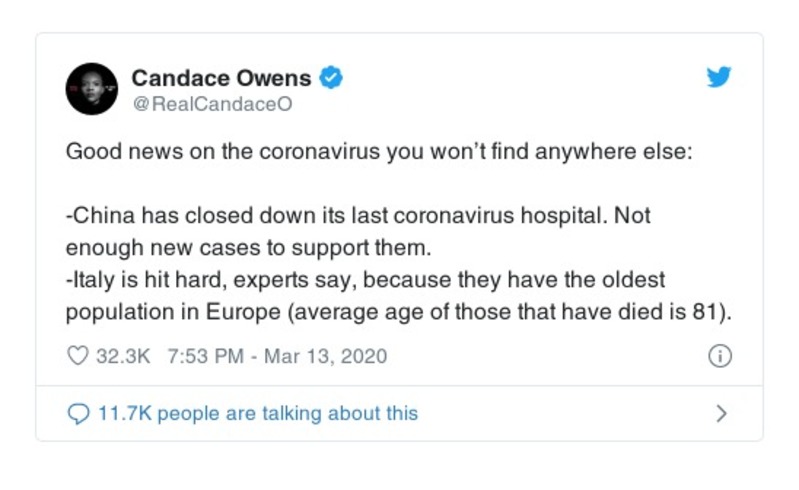 Candace Owens
@RealCandaceO
Good news on the coronavirus you won’t find anywhere else:
-China has closed down its last coronavirus hospital. Not
enough new cases to support them.
-Italy is hit hard, experts say, because they have the oldest
population in Europe (average age of those that have died is 81).
32.3K 7:53 PM - Mar 13, 2020
11.7K people are talking about this